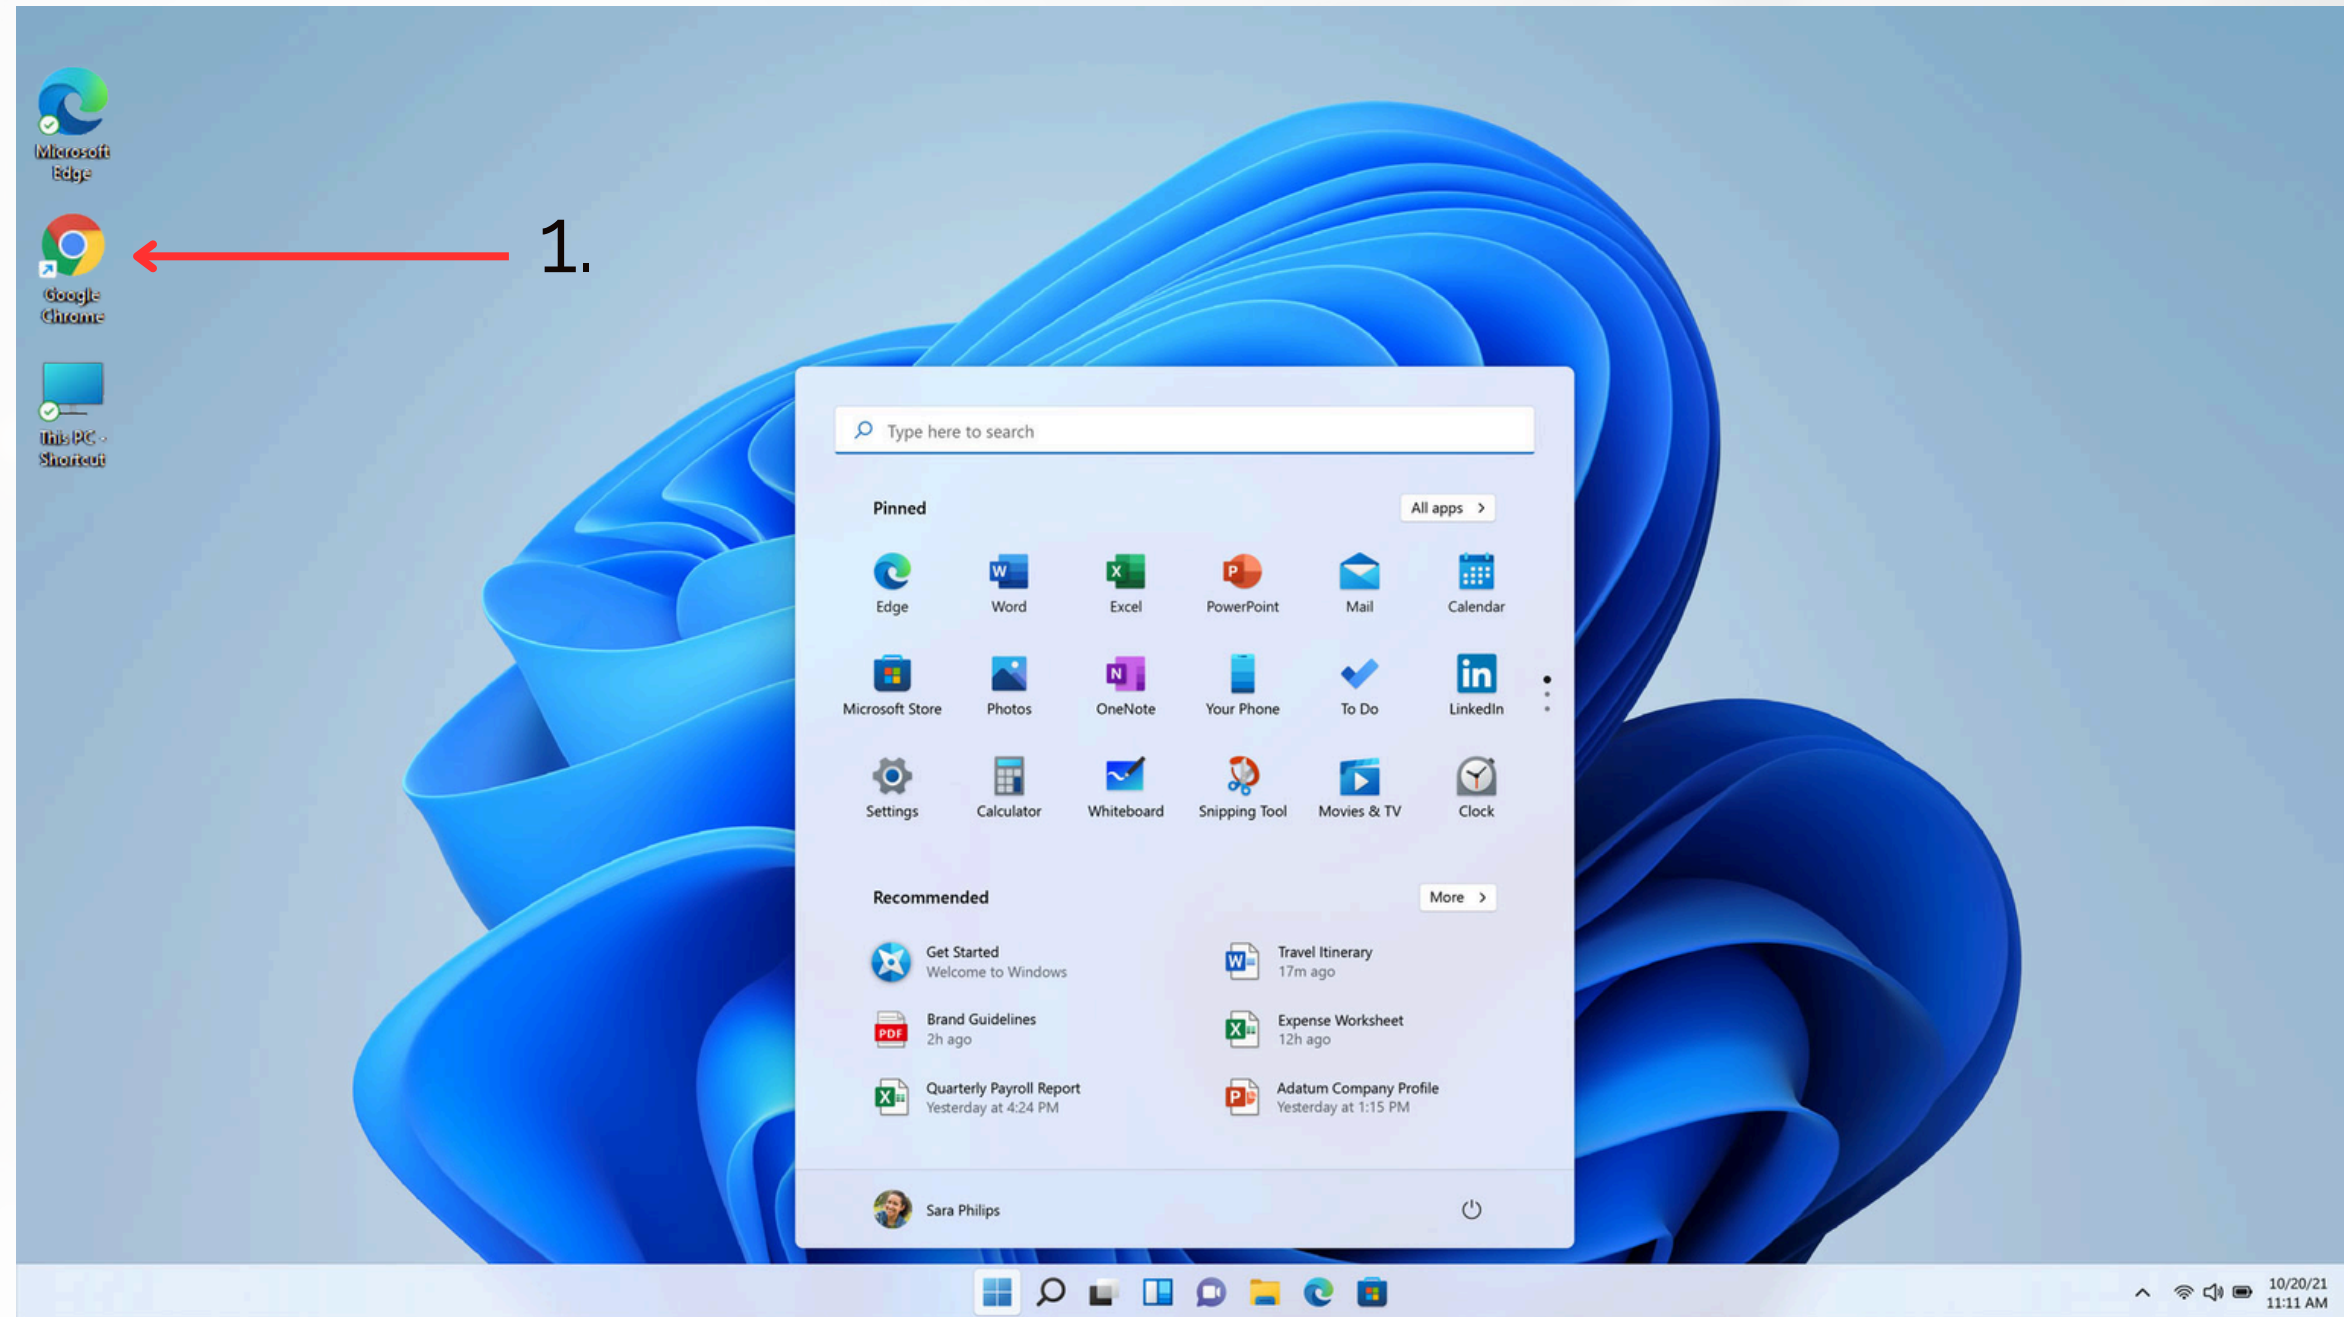 Microsoft
Edge
1.
Google
Chrome
This PC -
Shortcut
Type here to search
Pinned
All apps
Edge
Word
Excel
PowerPoint
Mail
Calendar
Microsoft Store
Photos
OneNote
Your Phone
To Do
LinkedIn
Settings
Calculator
Whiteboard
Snipping Tool
Movies & TV
Clock
Recommended
More
Get Started
Welcome to Windows
Travel Itinerary
17m ago
Brand Guidelines
2h ago
Expense Worksheet
12h ago
Quarterly Payroll Report
Yesterday at 4:24 PM
Adatum Company Profile
Yesterday at 1:15 PM
Sara Philips
10/20/21
11:11 AM